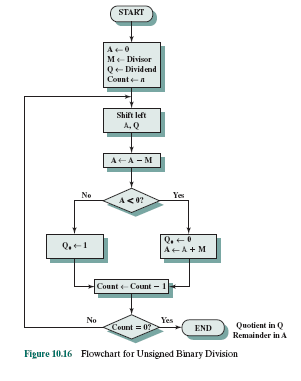 START
A ← 0
M ← Divisor
Q ← Dividend
Count ← n
Shift left
A, Q
A ← A − M
No
A < 0?
Yes
Q₀ ← 1
Q₀ ← 0
A ← A + M
Count ← Count − 1
No
Count = 0?
Yes
END
Quotient in Q
Remainder in A
Figure 10.16 Flowchart for Unsigned Binary Division